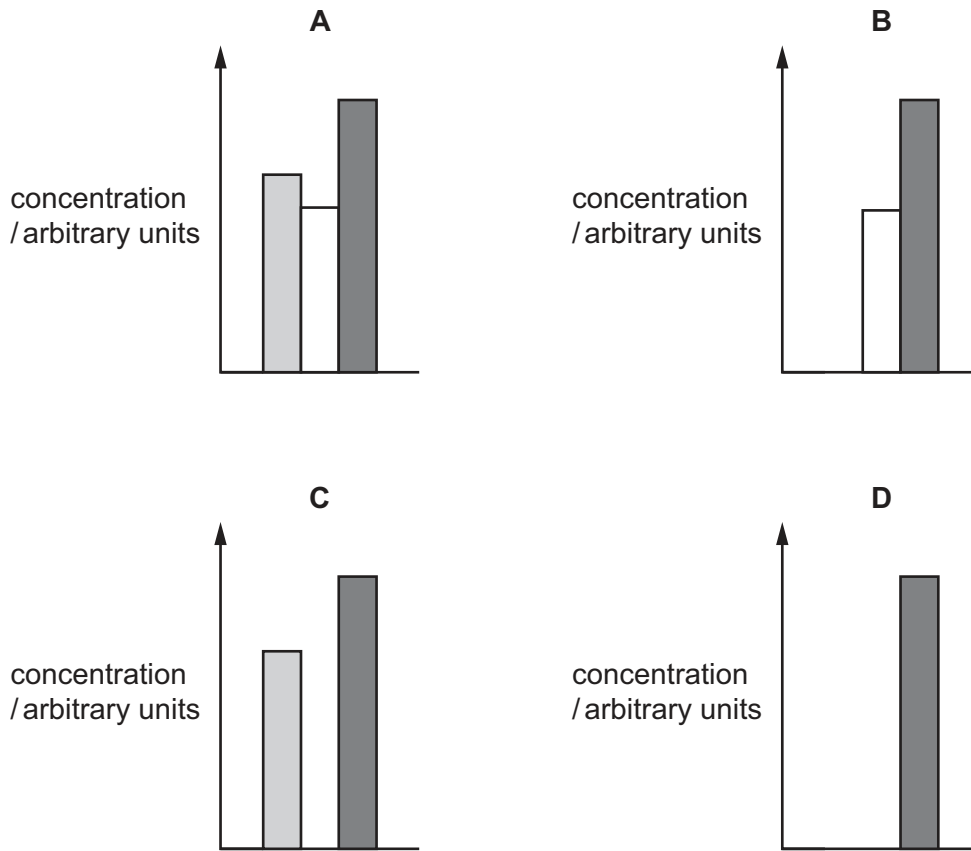 A
concentration
/ arbitrary units
B
concentration
/ arbitrary units
C
concentration
/ arbitrary units
D
concentration
/ arbitrary units